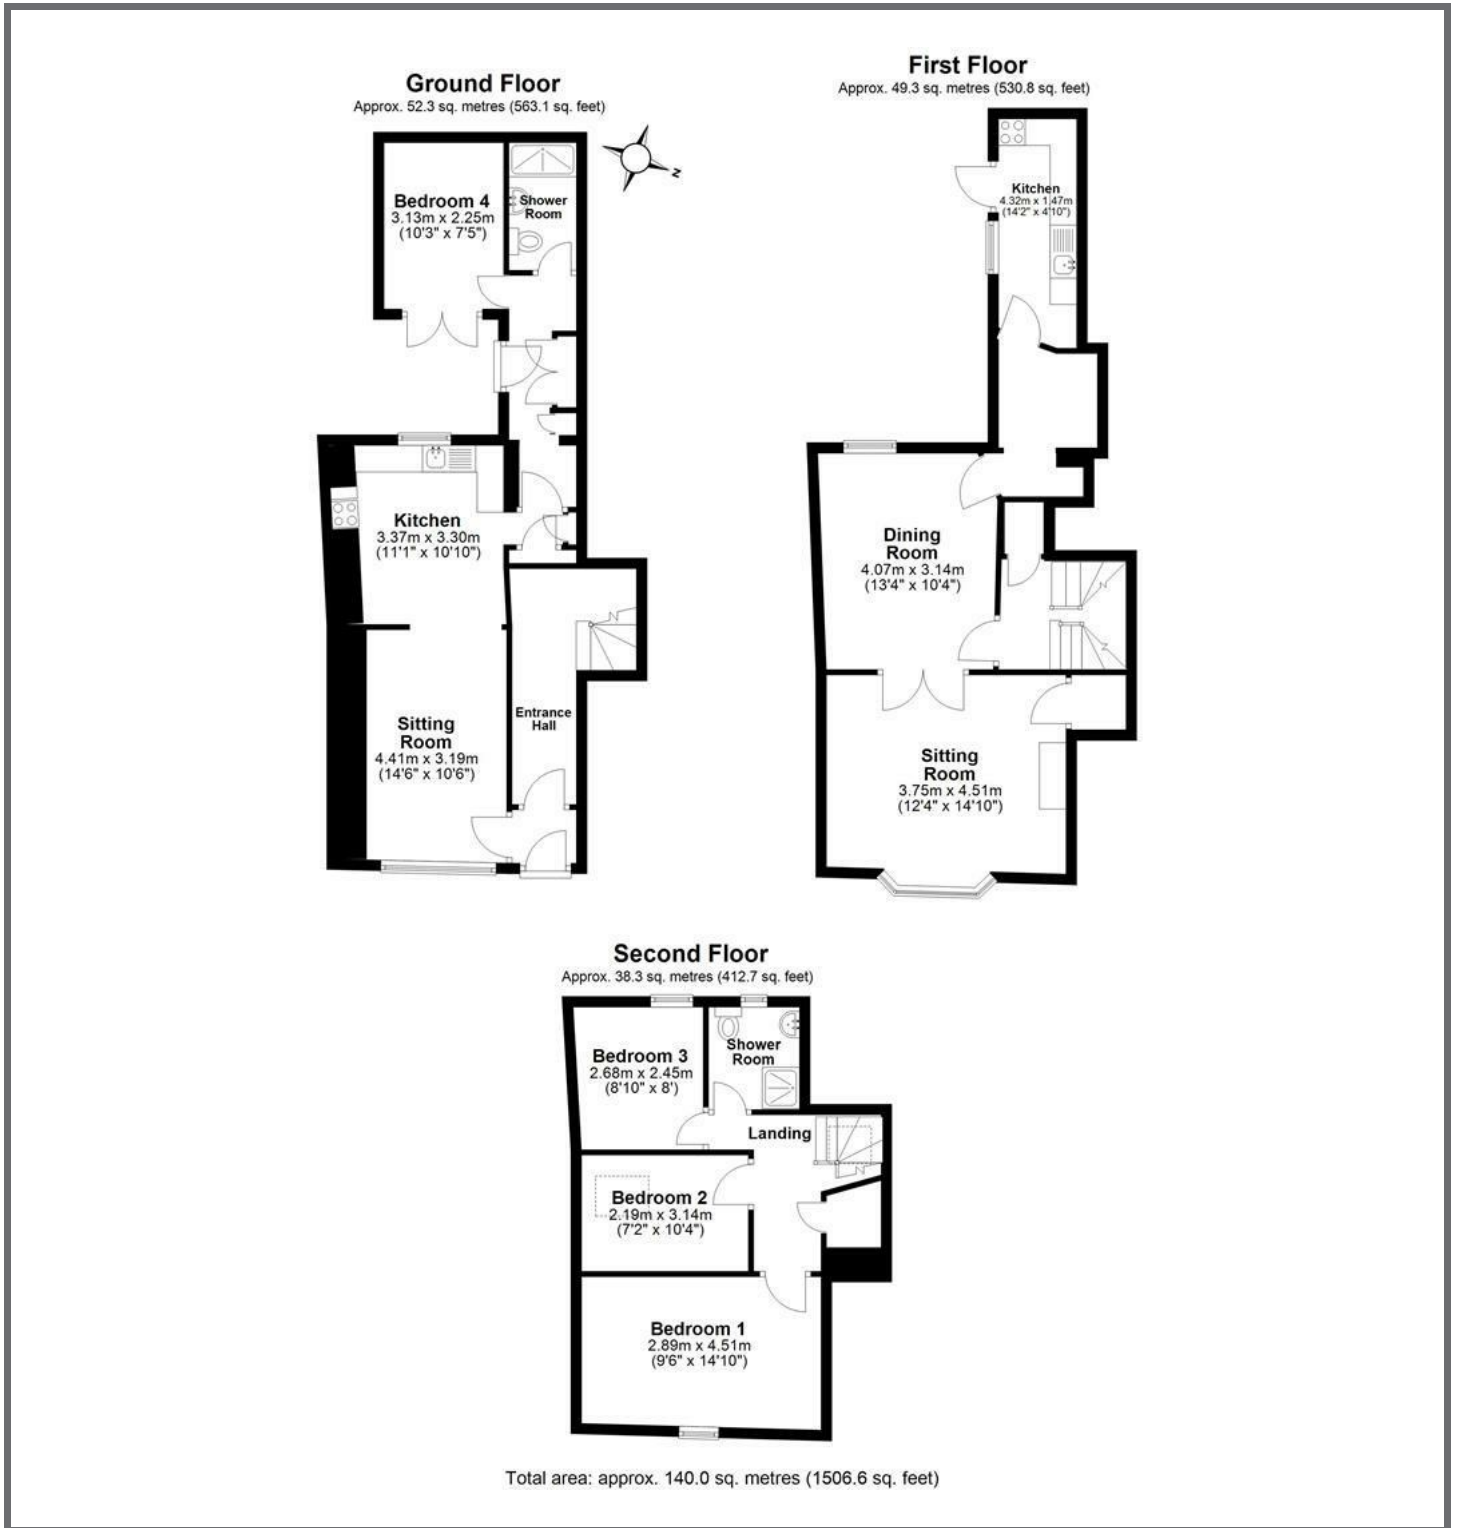 Ground Floor
Approx. 52.3 sq. metres (563.1 sq. feet)
Bedroom 4
3.13m x 2.25m
(10'3" x 7'5")
Shower
Room
N
Kitchen
3.37m x 3.30m
(11'1" x 10'10")
Sitting
Room
4.41m x 3.19m
(14'6" x 10'6")
Entrance
Hall
First Floor
Approx. 49.3 sq. metres (530.8 sq. feet)
Kitchen
4.32m x 1.47m
(14'2" x 4'10")
Dining
Room
4.07m x 3.14m
(13'4" x 10'4")
Sitting
Room
3.75m x 4.51m
(12'4" x 14'10")
Second Floor
Approx. 38.3 sq. metres (412.7 sq. feet)
Bedroom 3
2.68m x 2.45m
(8'10" x 8')
Shower
Room
Landing
Bedroom 2
2.19m x 3.14m
(7'2" x 10'4")
Bedroom 1
2.89m x 4.51m
(9'6" x 14'10")
Total area: approx. 140.0 sq. metres (1506.6 sq. feet)